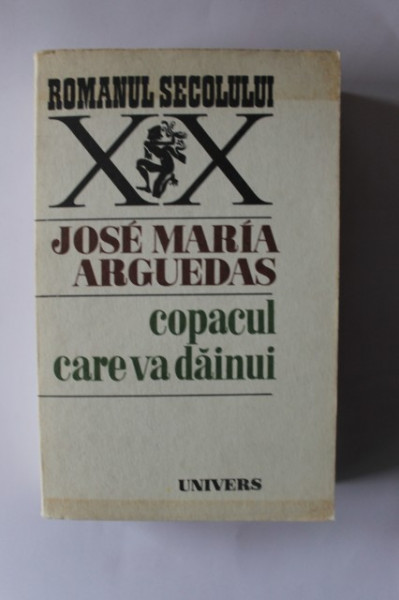 ROMANUL SECOLULUI
XX
JOSÉ MARÍA
ARGUEDAS
copacul
care va dăinui
UNIVERS